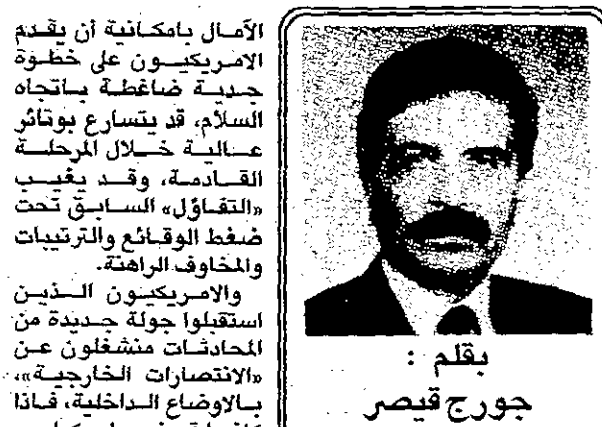 الآمال بامكانية أن يقدم
الامريكيون على خطوة
جدية ضاغطة باتجاه
السلام، قد يتسارع بوتائر
عالية خلال المرحلة
القادمة، وقد يغيب
«التفاؤل» السابق تحت
ضغط الوقائع والترتيبات
والمخاوف الراهنة.
والامريكيون الذين
استقبلوا جولة جديدة من
المحادثات منشغلون عن
«الانتصارات الخارجية»،
بالاوضاع الداخلية، فاذا
بقلم :
جورج قيصر